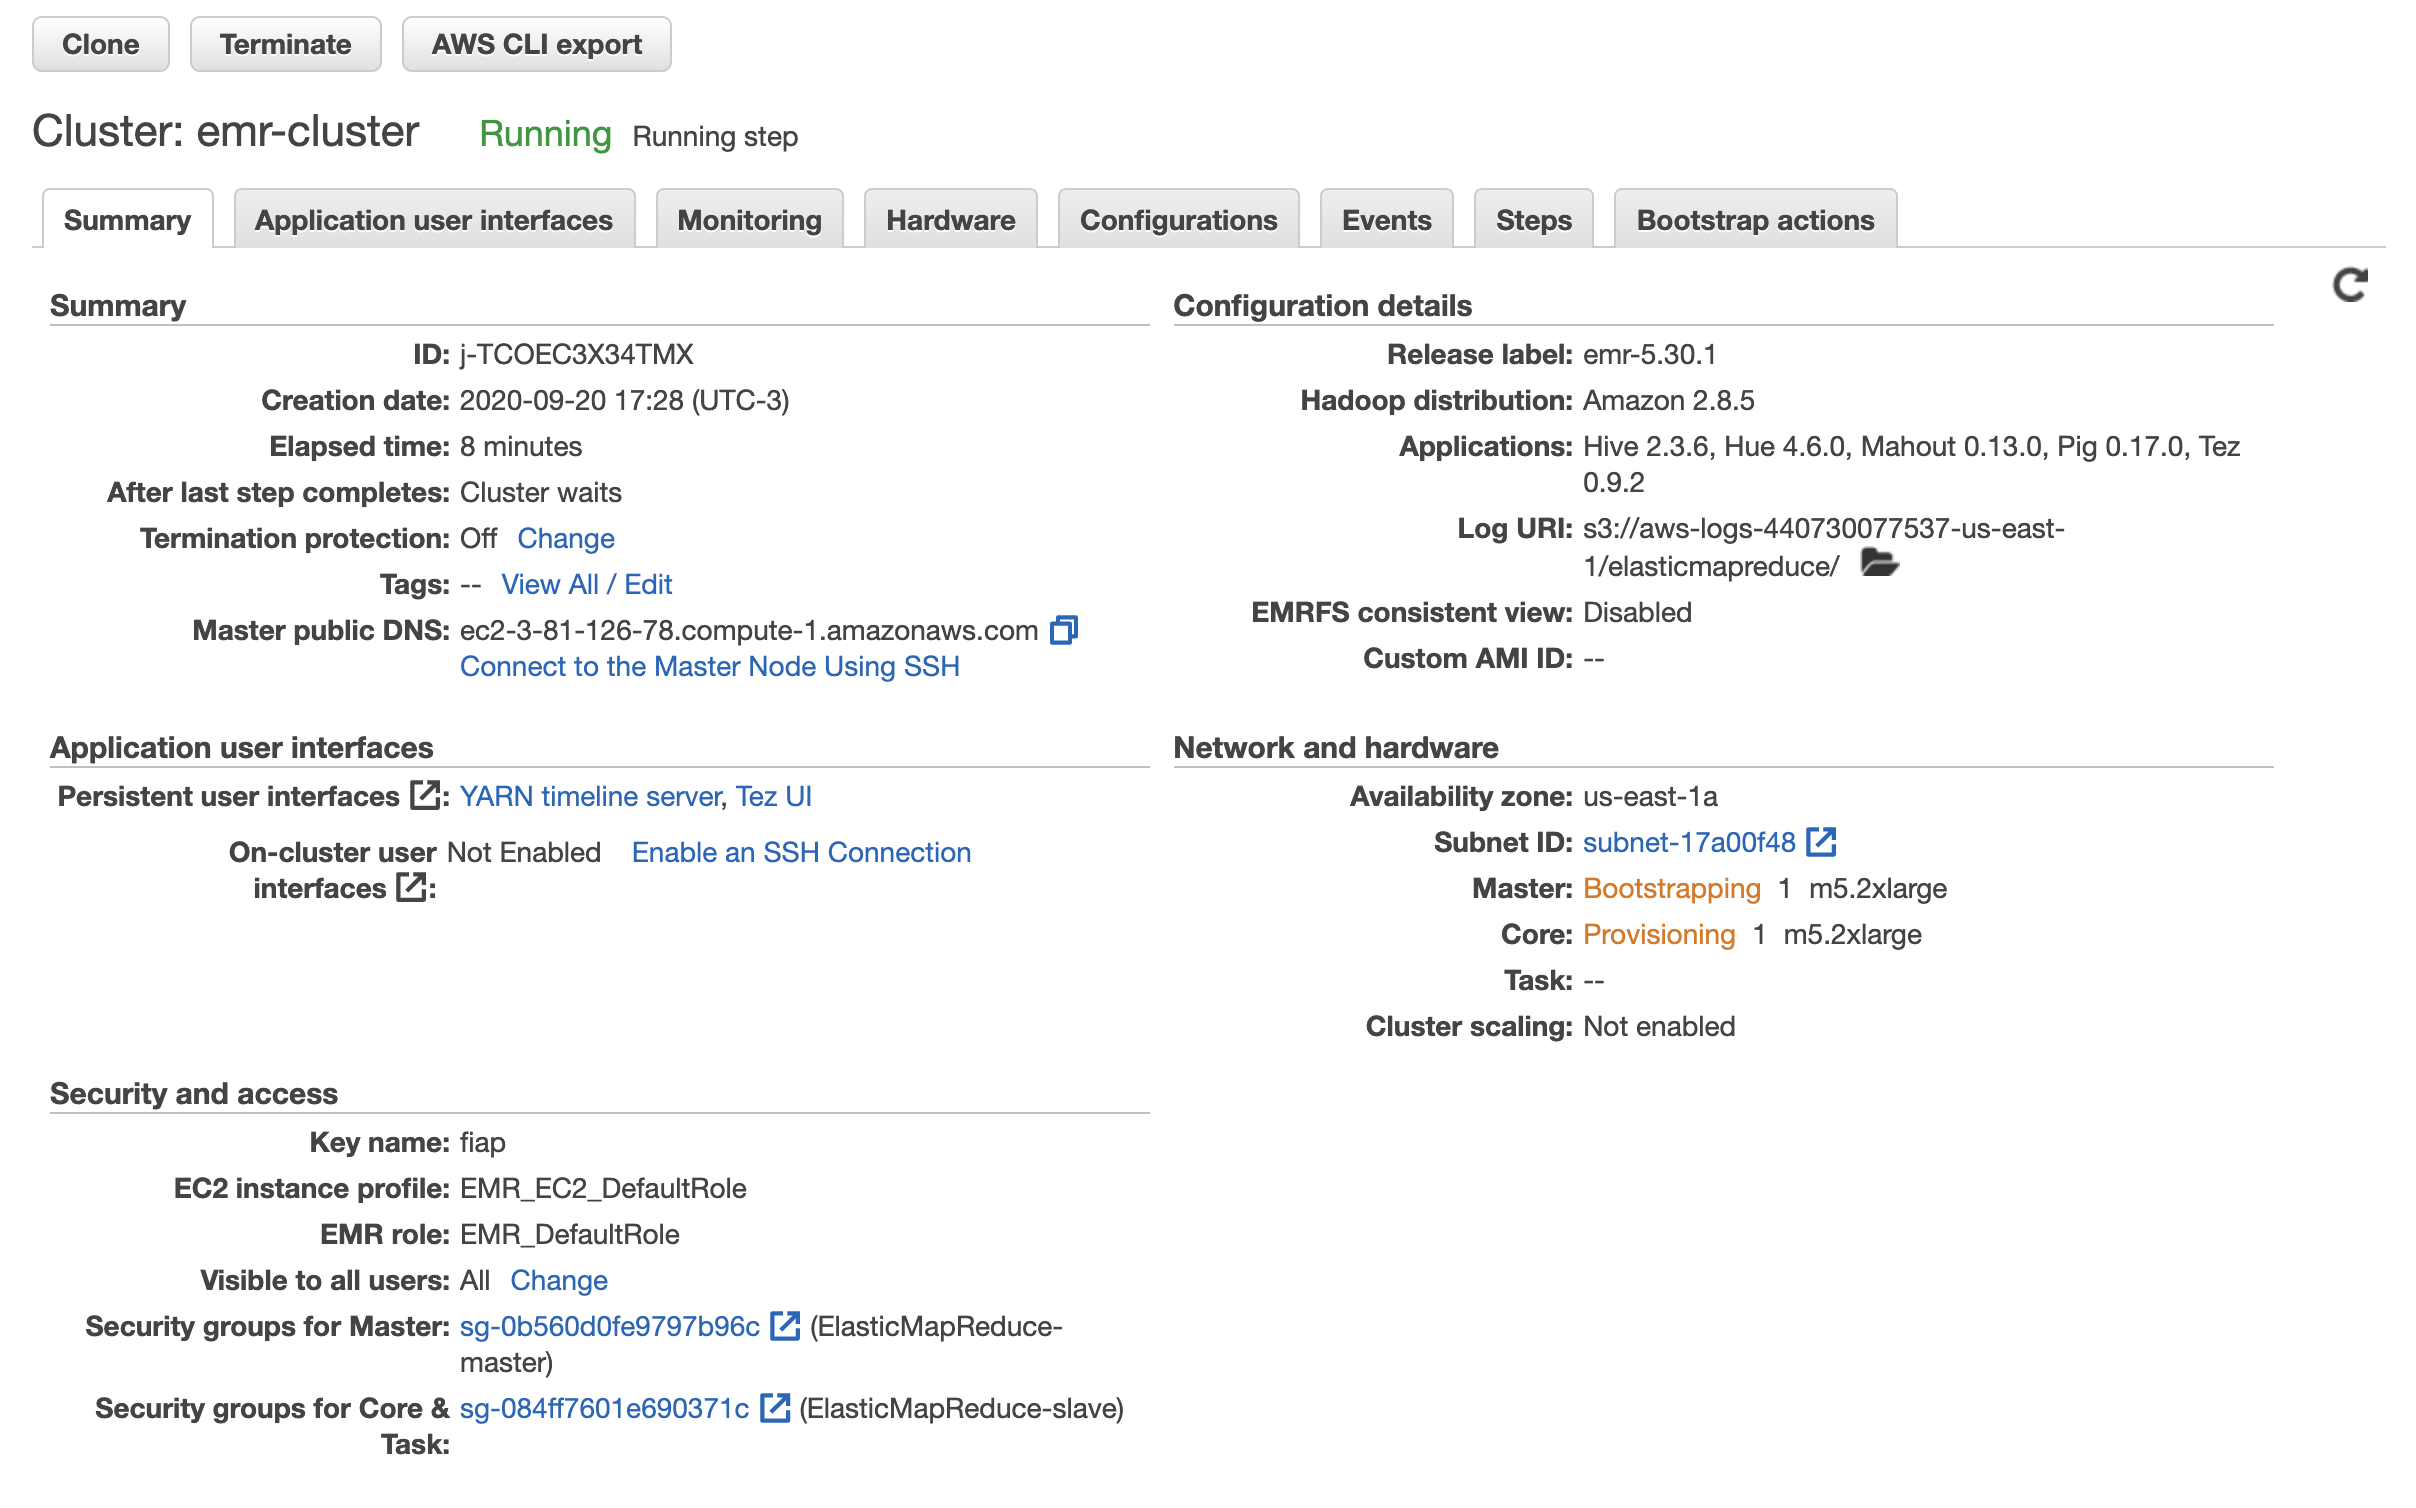 Clone Terminate AWS CLI export
Cluster: emr-cluster Running Running step
Summary Application user interfaces Monitoring Hardware Configurations Events Steps Bootstrap actions
Summary
ID: j-TCOEC3X34TMX
Creation date: 2020-09-20 17:28 (UTC-3)
Elapsed time: 8 minutes
After last step completes: Cluster waits
Termination protection: Off Change
Tags: -- View All / Edit
Master public DNS: ec2-3-81-126-78.compute-1.amazonaws.com
Connect to the Master Node Using SSH
Configuration details
Release label: emr-5.30.1
Hadoop distribution: Amazon 2.8.5
Applications: Hive 2.3.6, Hue 4.6.0, Mahout 0.13.0, Pig 0.17.0, Tez
0.9.2
Log URI: s3://aws-logs-440730077537-us-east-
1/elasticmapreduce/
EMRFS consistent view: Disabled
Custom AMI ID: --
Application user interfaces
Persistent user interfaces : YARN timeline server, Tez UI
On-cluster user Not Enabled Enable an SSH Connection
interfaces :
Network and hardware
Availability zone: us-east-1a
Subnet ID: subnet-17a00f48
Master: Bootstrapping 1 m5.2xlarge
Core: Provisioning 1 m5.2xlarge
Task: --
Cluster scaling: Not enabled
Security and access
Key name: fiap
EC2 instance profile: EMR_EC2_DefaultRole
EMR role: EMR_DefaultRole
Visible to all users: All Change
Security groups for Master: sg-0b560d0fe9797b96c (ElasticMapReduce-
master)
Security groups for Core & sg-084ff7601e690371c (ElasticMapReduce-slave)
Task: